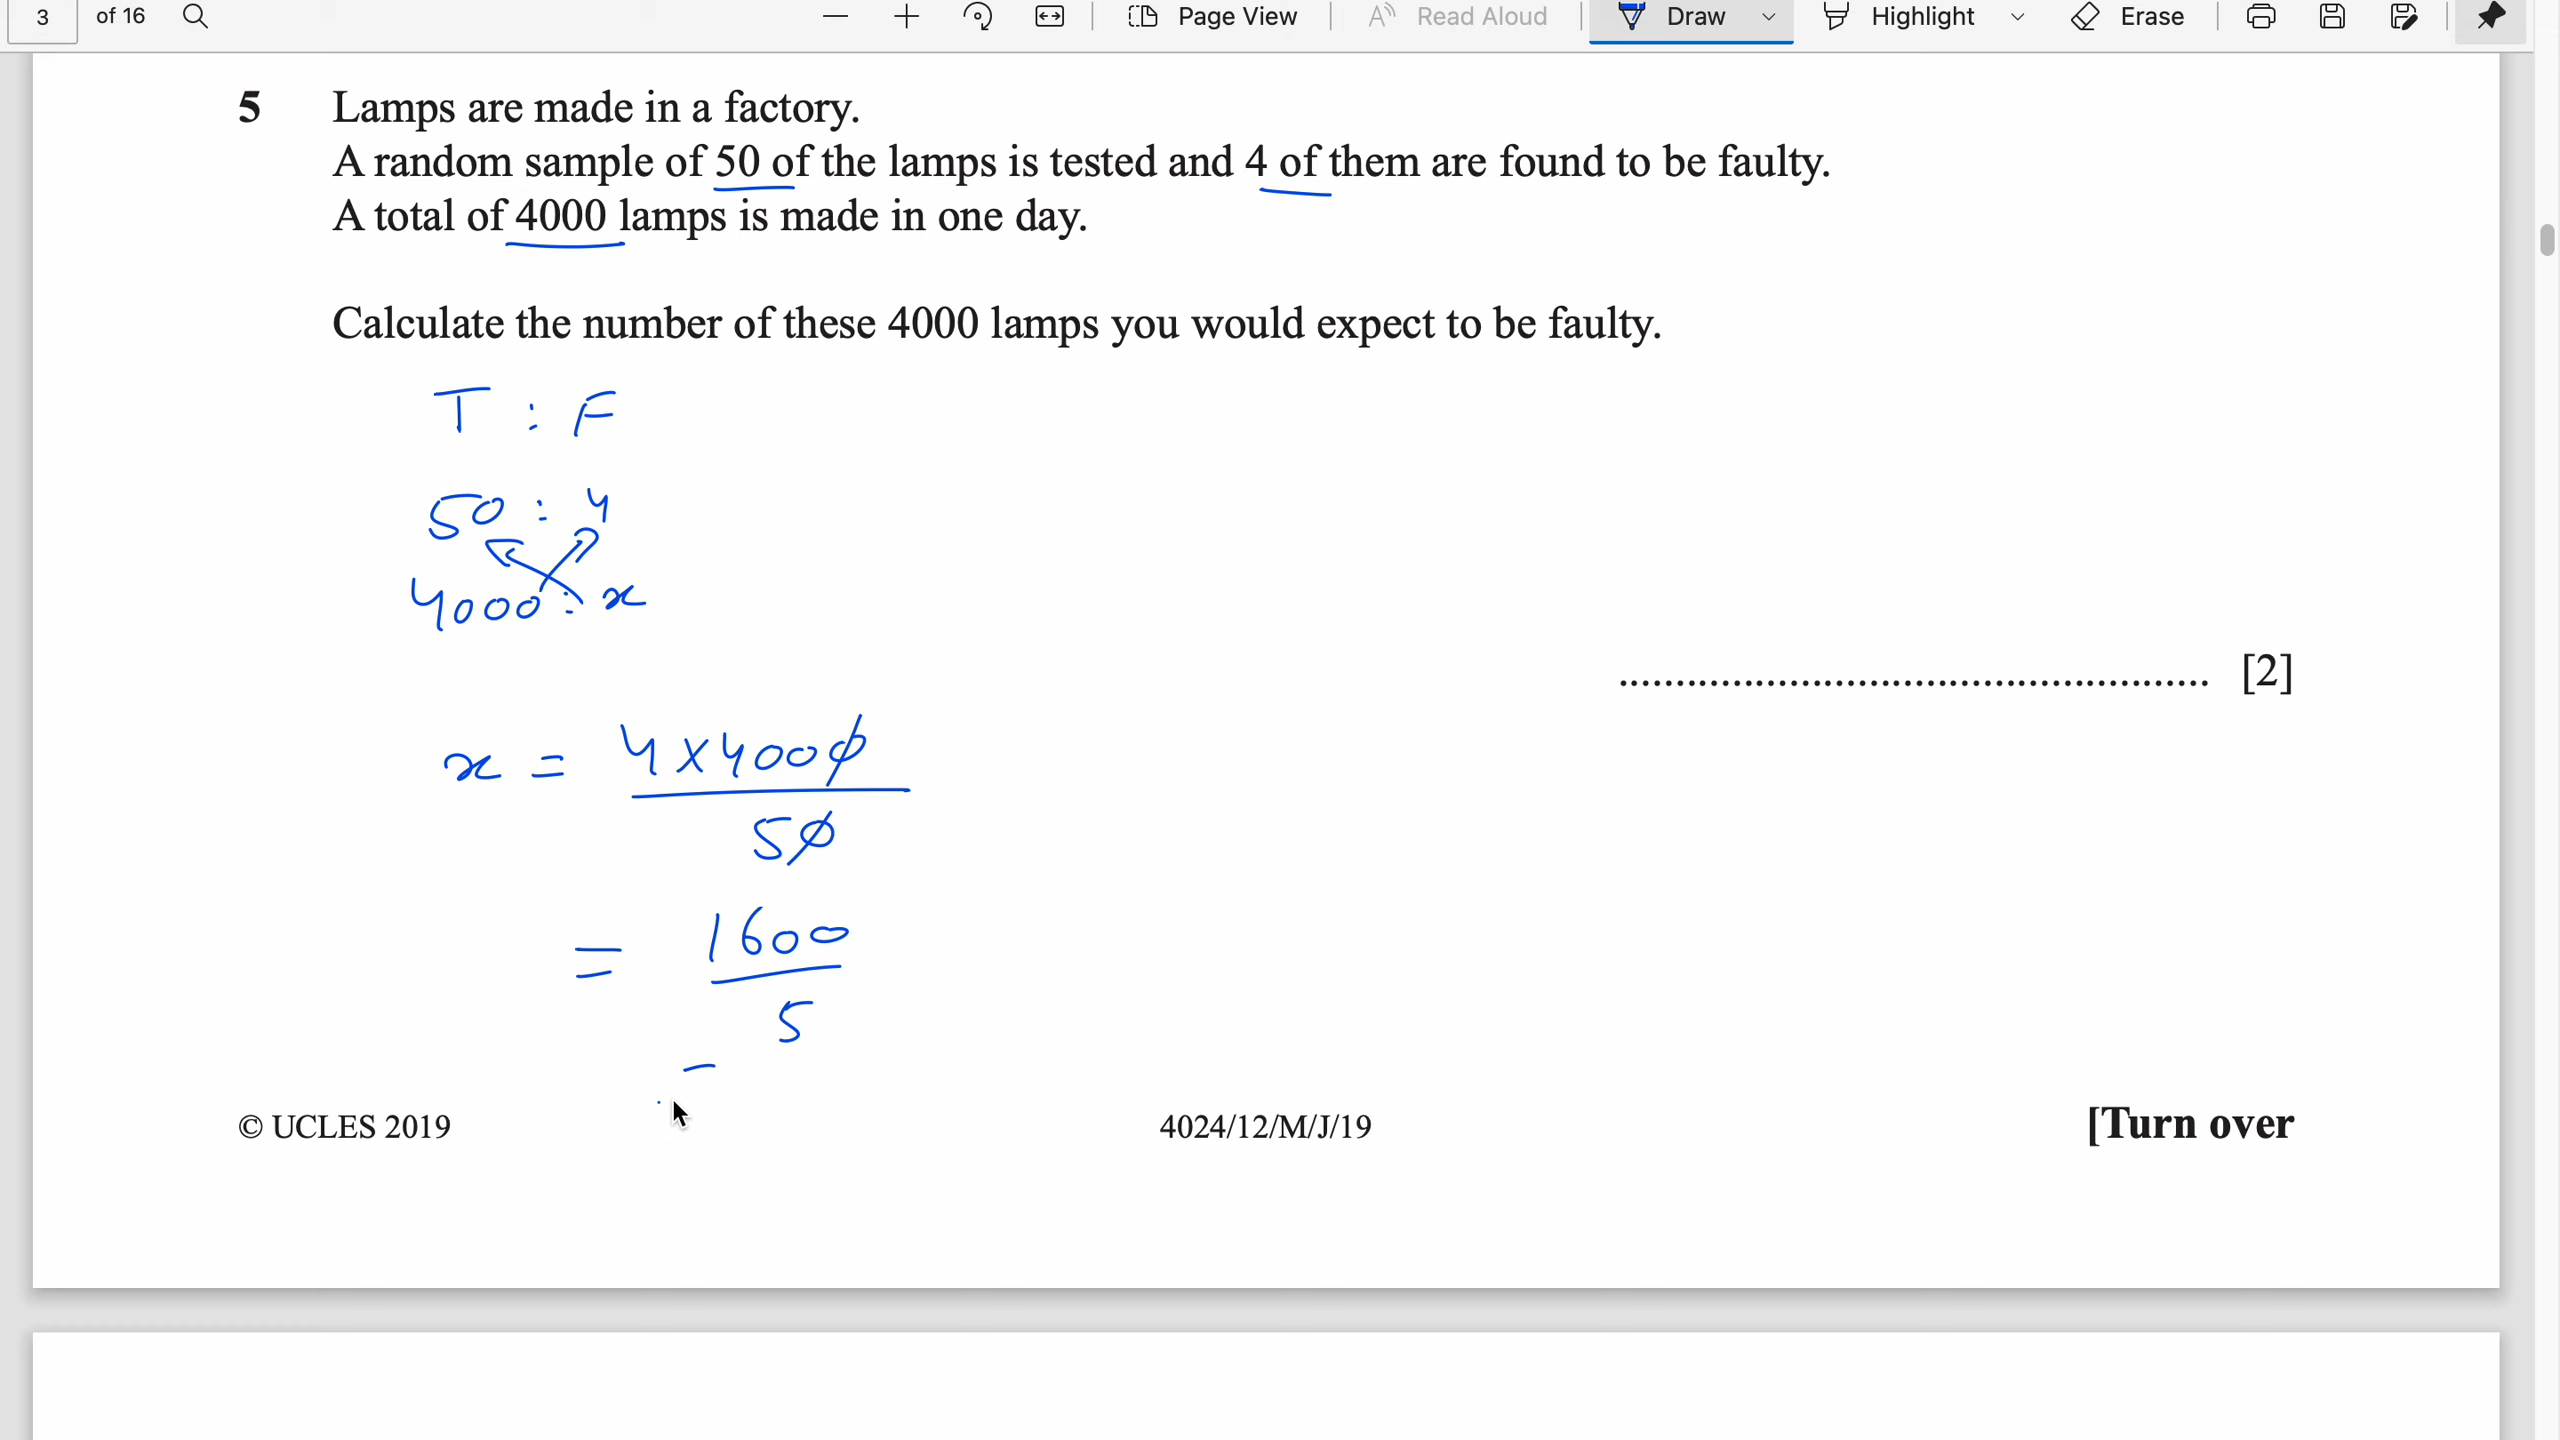 3 of 16 Page View Read Aloud Draw Highlight Erase
5 Lamps are made in a factory.
A random sample of 50 of the lamps is tested and 4 of them are found to be faulty.
A total of 4000 lamps is made in one day.
Calculate the number of these 4000 lamps you would expect to be faulty.
T : F
50 : 4
4000 : x
.................................................... [2]
x = 4 x 4000
50
= 1600
5
© UCLES 2019 4024/12/M/J/19 [Turn over